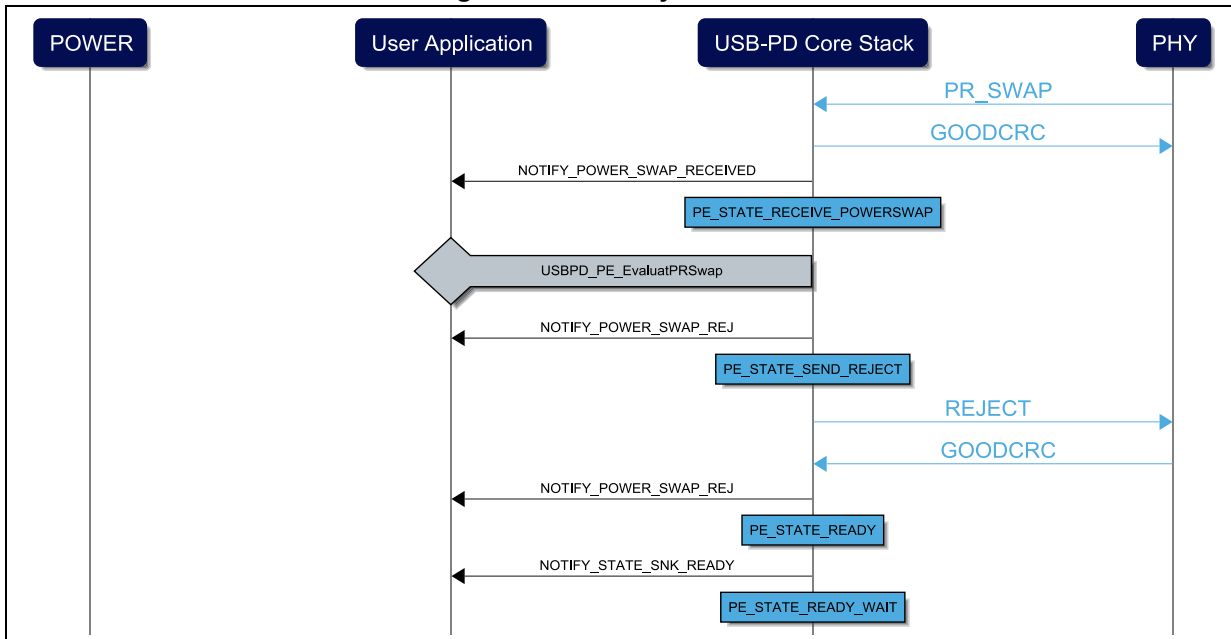 POWER
User Application
USB-PD Core Stack
PHY
PR_SWAP
GOODCRC
NOTIFY_POWER_SWAP_RECEIVED
PE_STATE_RECEIVE_POWERSWAP
USBPD_PE_EvaluatPRSwap
NOTIFY_POWER_SWAP_REJ
PE_STATE_SEND_REJECT
REJECT
GOODCRC
NOTIFY_POWER_SWAP_REJ
PE_STATE_READY
NOTIFY_STATE_SNK_READY
PE_STATE_READY_WAIT